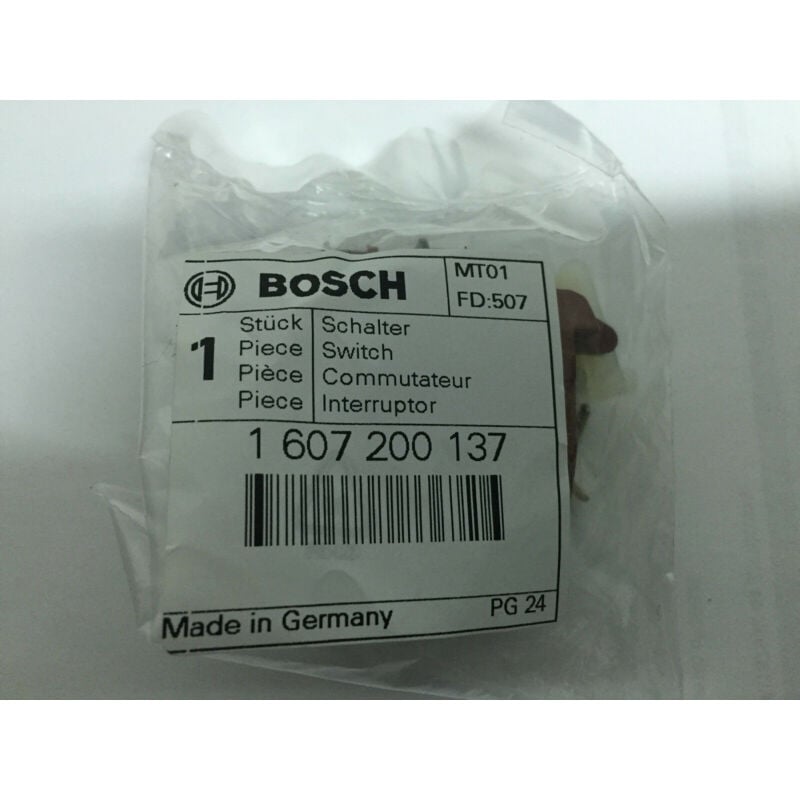 BOSCH
MT01
FD:507
1
Stück Schalter
Piece Switch
Pièce Commutateur
Piece Interruptor
1 607 200 137
Made in Germany
PG 24